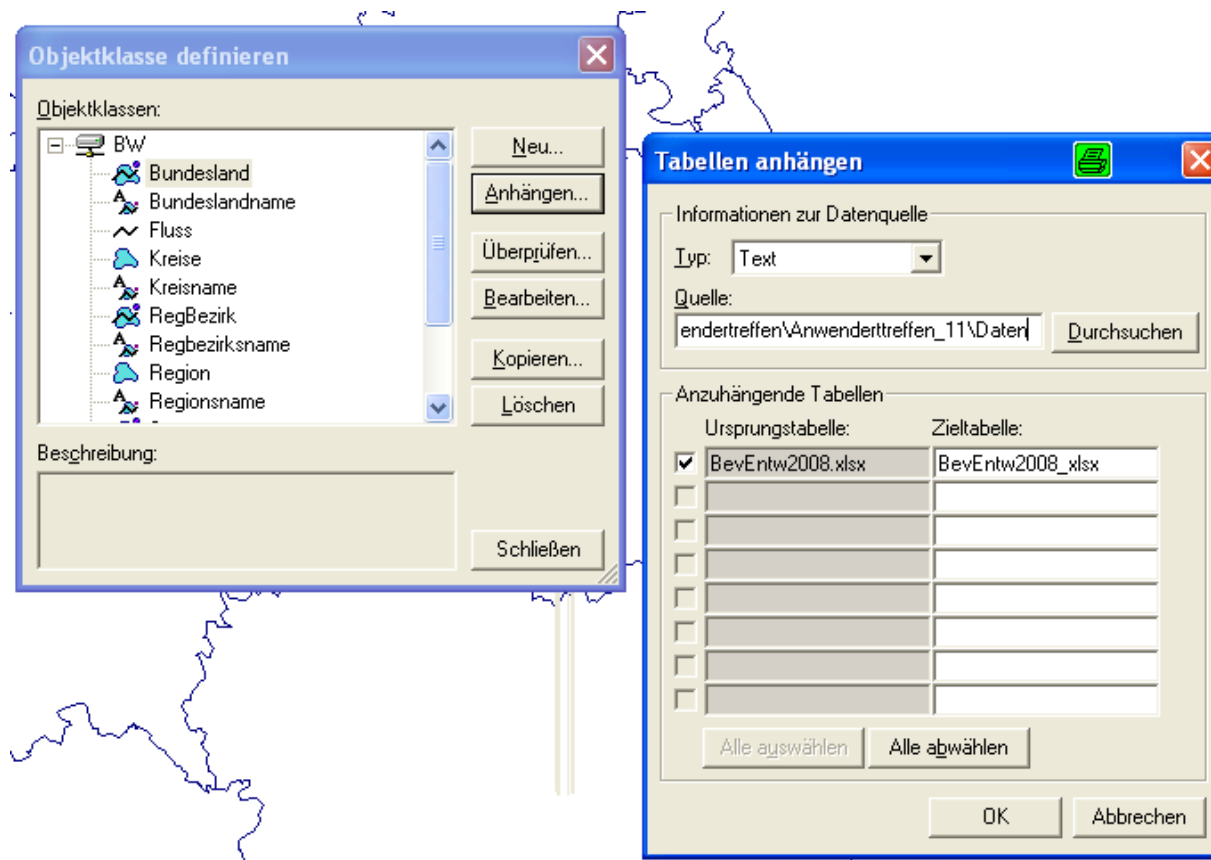 Objektklasse definieren
Objektklassen:
BW
Bundesland
Bundeslandname
Fluss
Kreise
Kreisname
RegBezirk
Regbezirksname
Region
Regionsname
Beschreibung:
Neu...
Anhängen...
Überprüfen...
Bearbeiten...
Kopieren...
Löschen
Schließen
Tabellen anhängen
Informationen zur Datenquelle
Typ: Text
Quelle:
endertreffen\Anwenderttreffen_11\Daten Durchsuchen
Anzuhängende Tabellen
Ursprungstabelle: Zieltabelle:
BevEntw2008.xlsx BevEntw2008_xlsx
Alle auswählen Alle abwählen
OK Abbrechen